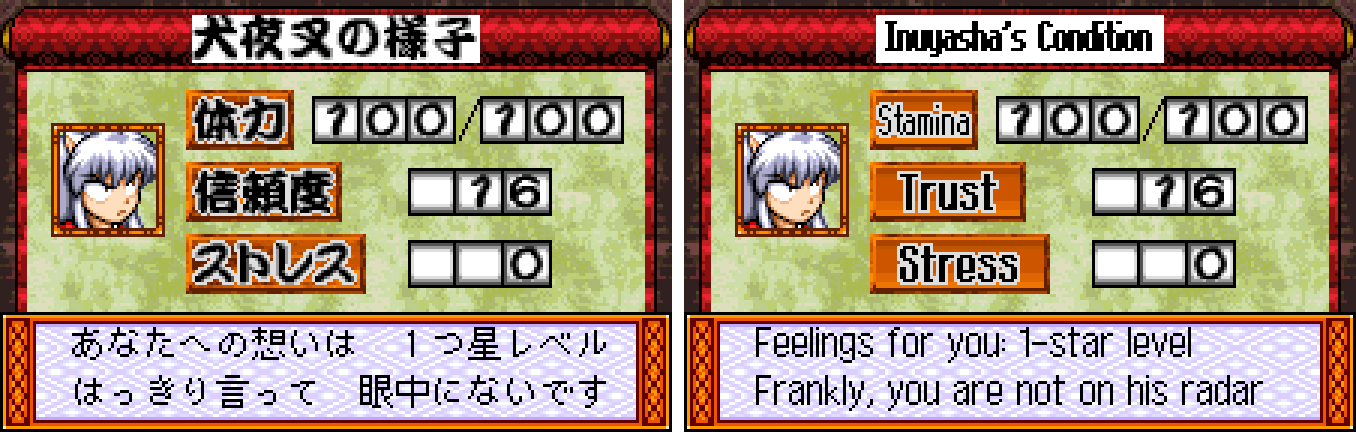 犬夜叉の様子
体力 100/100
信頼度 16
ストレス 0
あなたへの想いは　1つ星レベル
はっきり言って　眼中にないです
Inuyasha's Condition
Stamina 100/100
Trust 16
Stress 0
Feelings for you: 1-star level
Frankly, you are not on his radar